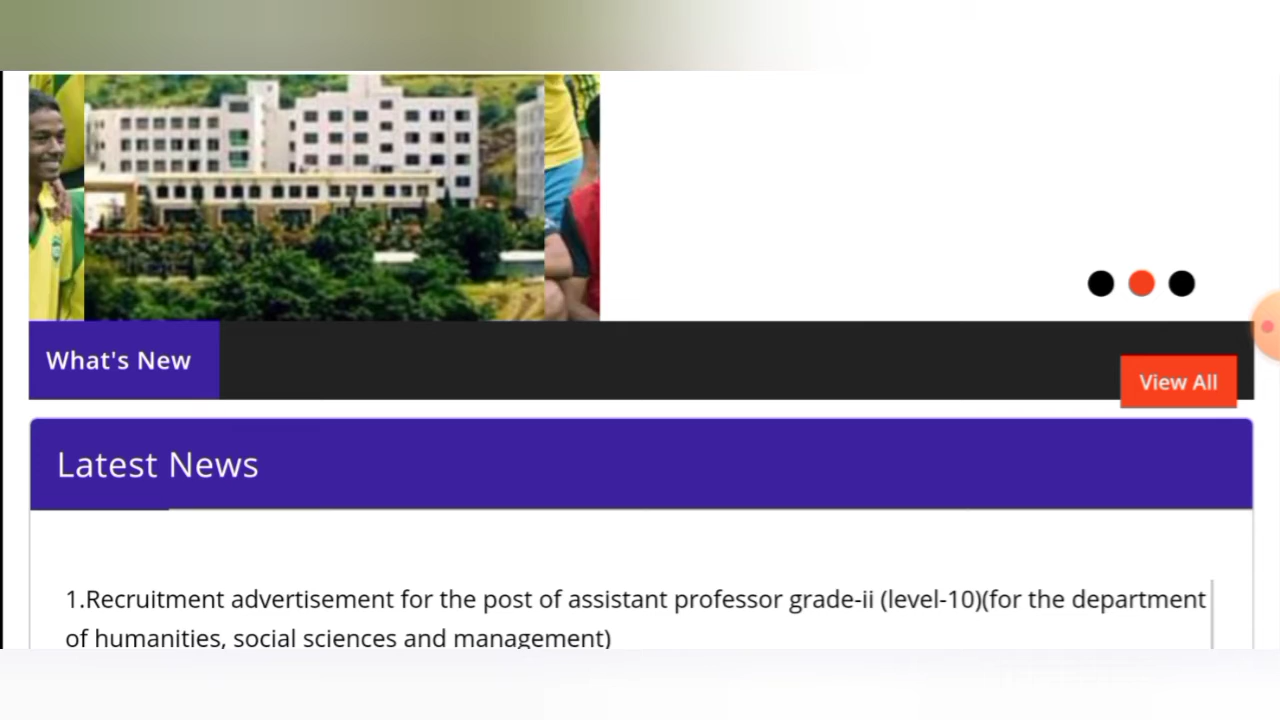 What's New
View All
Latest News
1.Recruitment advertisement for the post of assistant professor grade-ii (level-10)(for the department
of humanities, social sciences and management)